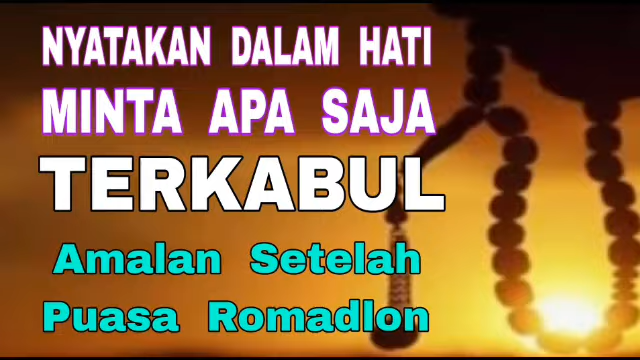 NYATAKAN DALAM HATI
MINTA APA SAJA
TERKABUL
Amalan Setelah
Puasa Romadlon